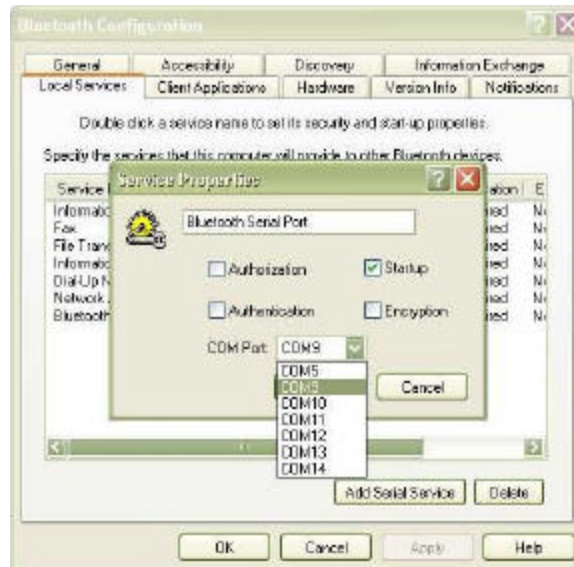 Bluetooth Configuration
General Accessibility Discovery Information Exchange
Local Services Client Applications Hardware Version Info Notifications
Double click a service name to set its security and start-up properties.
Specify the services that this computer will provide to other Bluetooth devices.
Service Properties
Service
Bluetooth Serial Port
Fax
Authorization Startup
Authentication Encryption
Bluetooth
COM Port: COM9
COM5
COM9
COM10
COM11
COM12
COM13
COM14
Cancel
Add Serial Service Delete
OK Cancel Apply Help